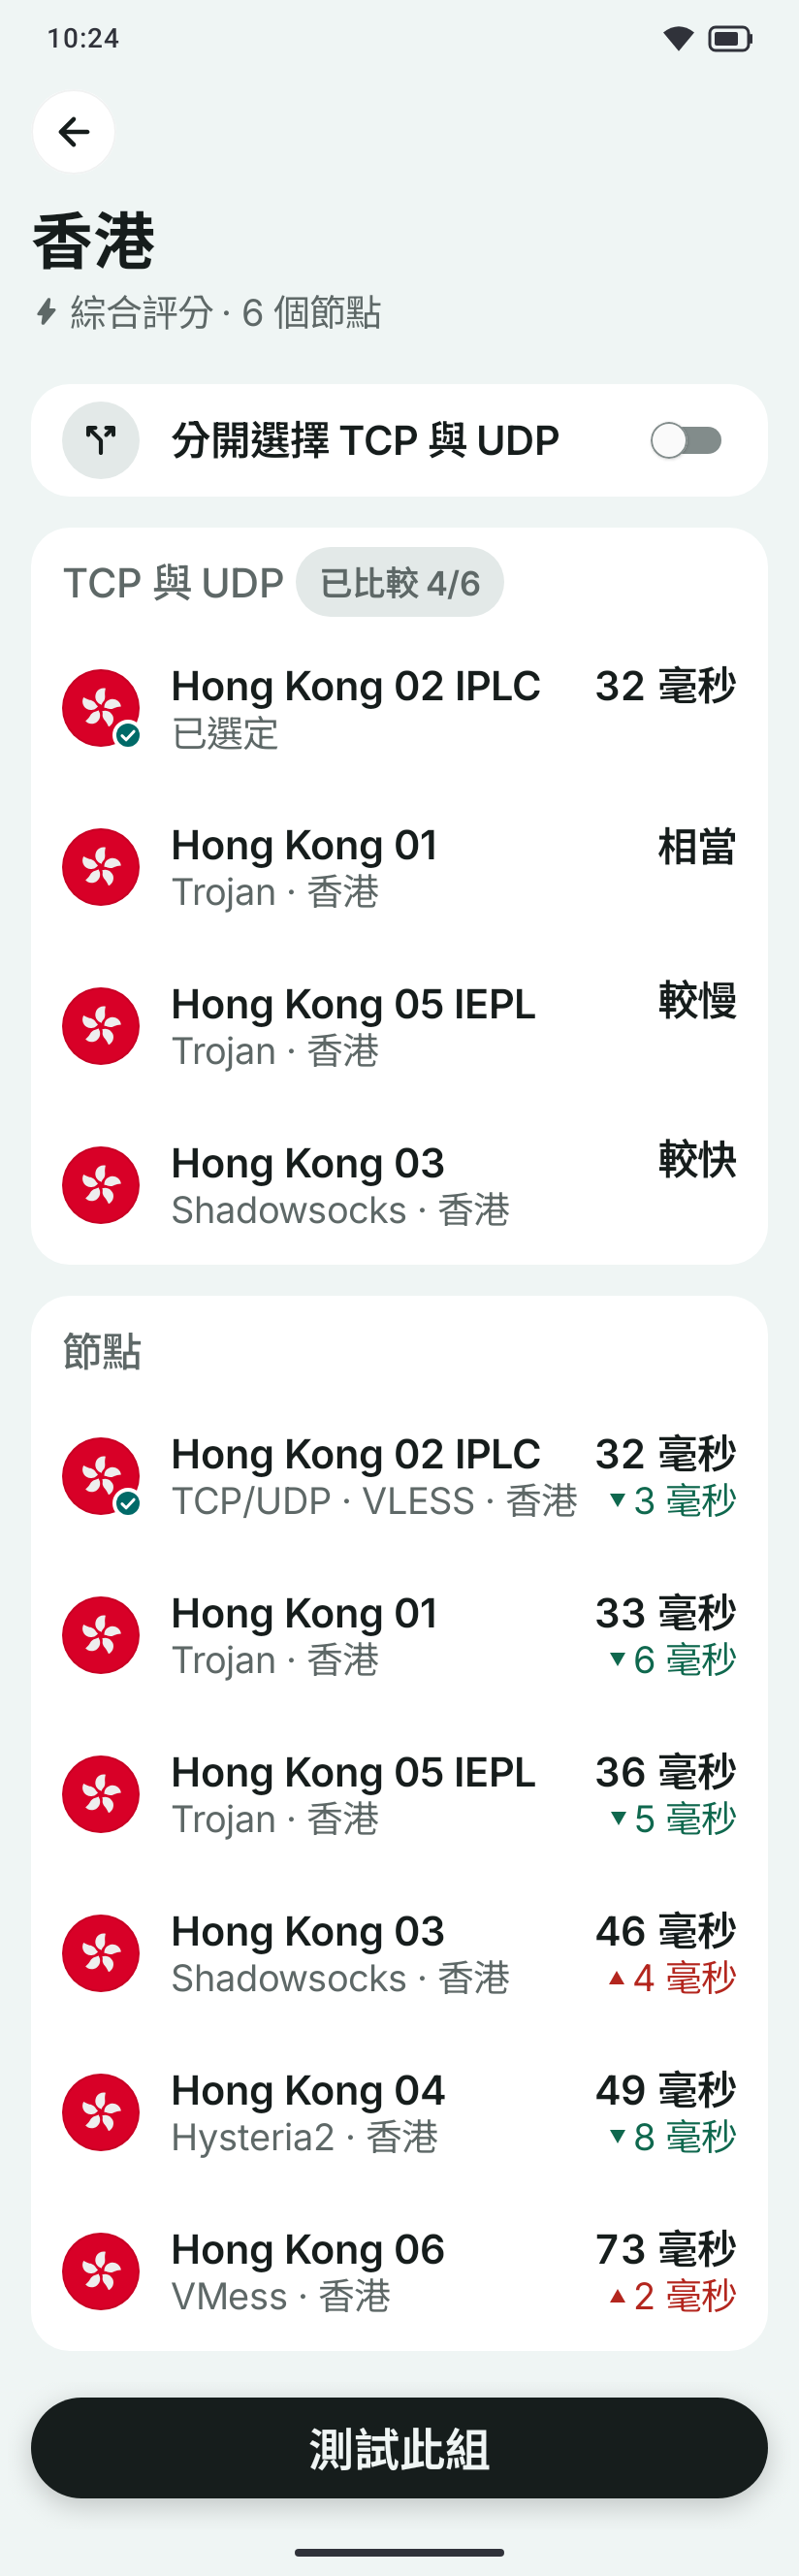 10:24
香港
綜合評分 · 6 個節點
分開選擇 TCP 與 UDP
TCP 與 UDP 已比較 4/6
Hong Kong 02 IPLC 32 毫秒
已選定
Hong Kong 01 相當
Trojan · 香港
Hong Kong 05 IEPL 較慢
Trojan · 香港
Hong Kong 03 較快
Shadowsocks · 香港
節點
Hong Kong 02 IPLC 32 毫秒
TCP/UDP · VLESS · 香港 ▼3 毫秒
Hong Kong 01 33 毫秒
Trojan · 香港 ▼6 毫秒
Hong Kong 05 IEPL 36 毫秒
Trojan · 香港 ▼5 毫秒
Hong Kong 03 46 毫秒
Shadowsocks · 香港 ▲4 毫秒
Hong Kong 04 49 毫秒
Hysteria2 · 香港 ▼8 毫秒
Hong Kong 06 73 毫秒
VMess · 香港 ▲2 毫秒
測試此組